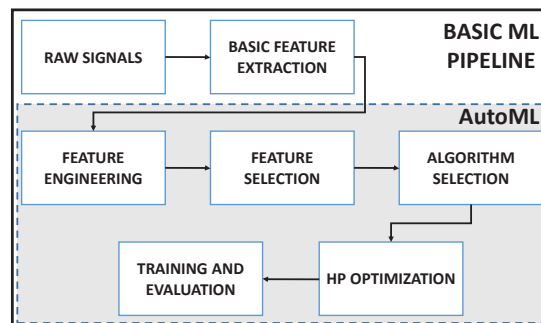 BASIC ML
PIPELINE
RAW SIGNALS
BASIC FEATURE
EXTRACTION
AutoML
FEATURE
ENGINEERING
FEATURE
SELECTION
ALGORITHM
SELECTION
TRAINING AND
EVALUATION
HP OPTIMIZATION